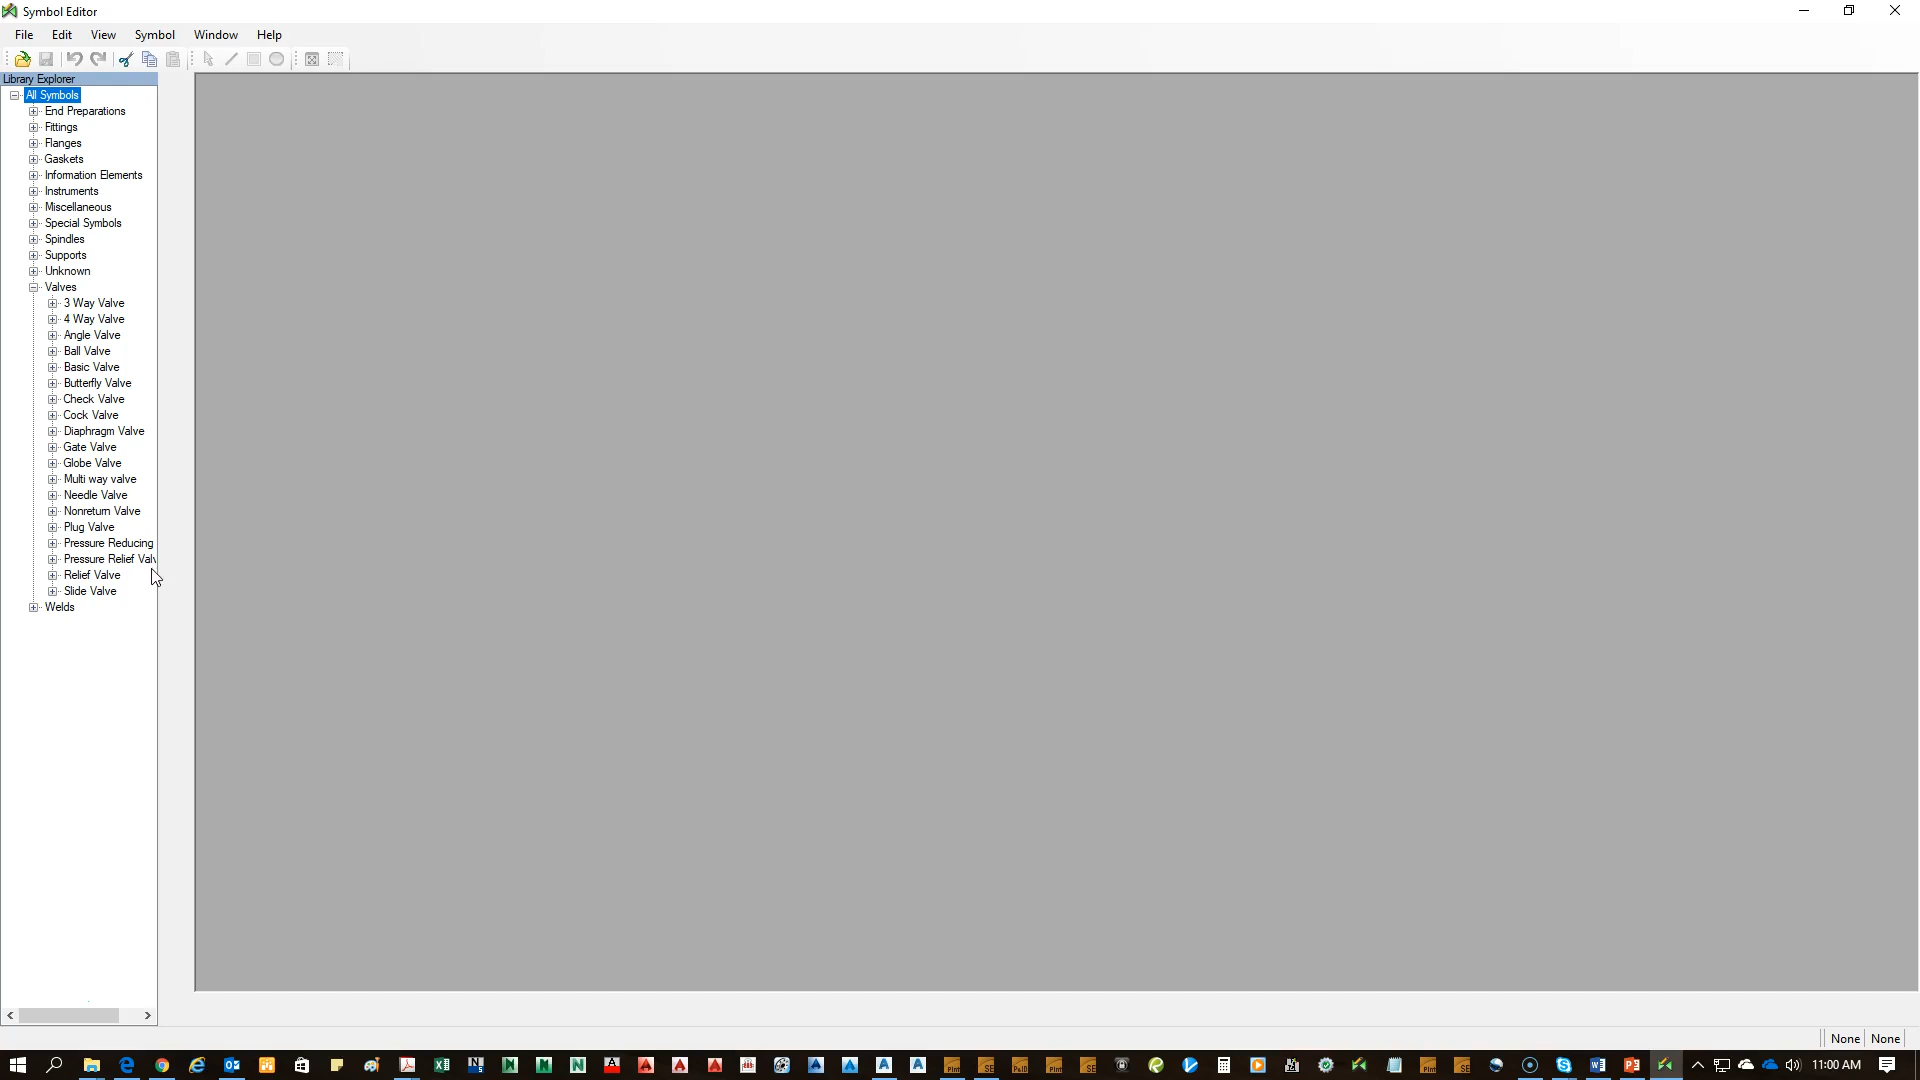 Symbol Editor
File Edit View Symbol Window Help
Library Explorer
All Symbols
End Preparations
Fittings
Flanges
Gaskets
Information Elements
Instruments
Miscellaneous
Special Symbols
Spindles
Supports
Unknown
Valves
3 Way Valve
4 Way Valve
Angle Valve
Ball Valve
Basic Valve
Butterfly Valve
Check Valve
Cock Valve
Diaphragm Valve
Gate Valve
Globe Valve
Multi way valve
Needle Valve
Nonreturn Valve
Plug Valve
Pressure Reducing
Pressure Relief Valv
Relief Valve
Slide Valve
Welds
None None
11:00 AM